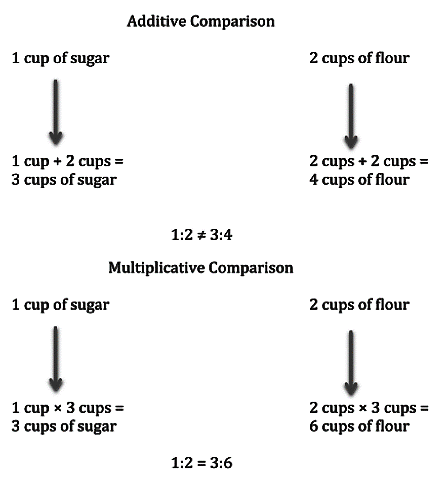 Additive Comparison
1 cup of sugar
2 cups of flour
1 cup + 2 cups =
3 cups of sugar
2 cups + 2 cups =
4 cups of flour
1:2 ≠ 3:4
Multiplicative Comparison
1 cup of sugar
2 cups of flour
1 cup × 3 cups =
3 cups of sugar
2 cups × 3 cups =
6 cups of flour
1:2 = 3:6